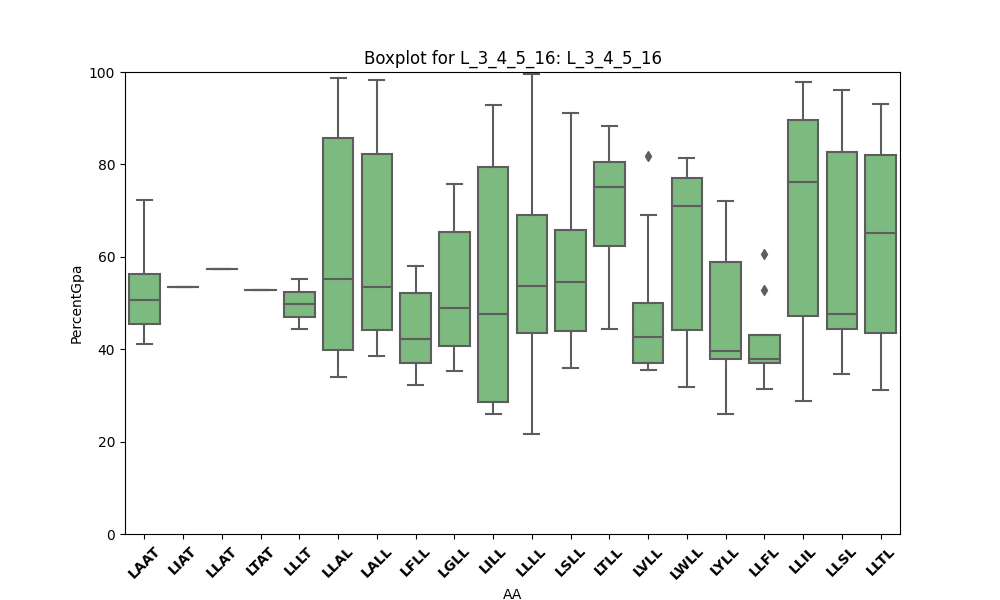 Boxplot for L_3_4_5_16: L_3_4_5_16
PercentGpa
100
80
60
40
20
0
LAAT LIAT LLAT LTAT LLLT LLAL LALL LFLL LGLL LILL LLLL LSLL LTLL LVLL LWLL LYLL LLFL LLIL LLSL LLTL
AA